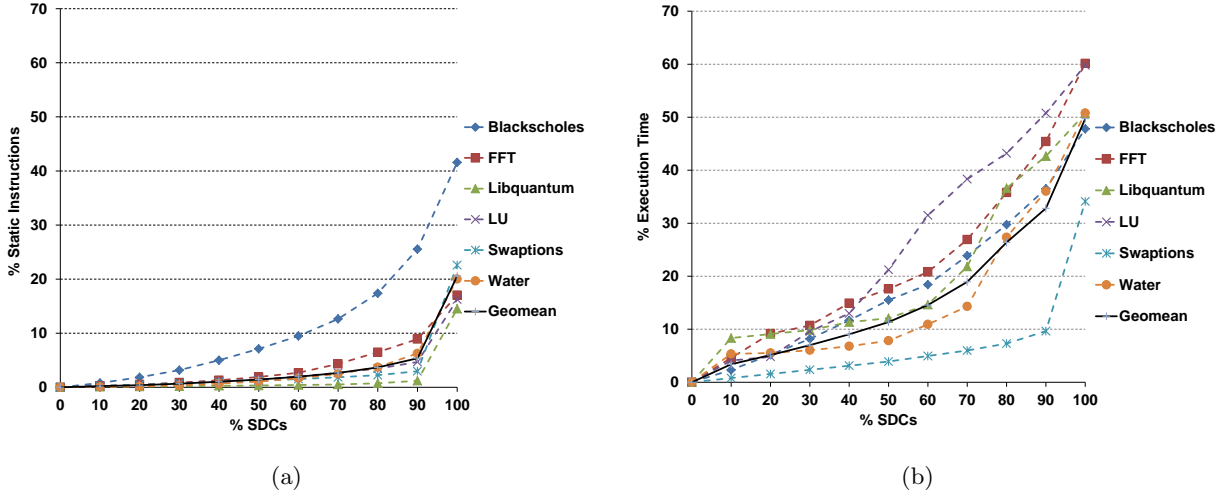 70
60
50
40
30
20
10
0
% Static Instructions
0 10 20 30 40 50 60 70 80 90 100
% SDCs
Blackscholes
FFT
Libquantum
LU
Swaptions
Water
Geomean
(a)
70
60
50
40
30
20
10
0
% Execution Time
0 10 20 30 40 50 60 70 80 90 100
% SDCs
Blackscholes
FFT
Libquantum
LU
Swaptions
Water
Geomean
(b)